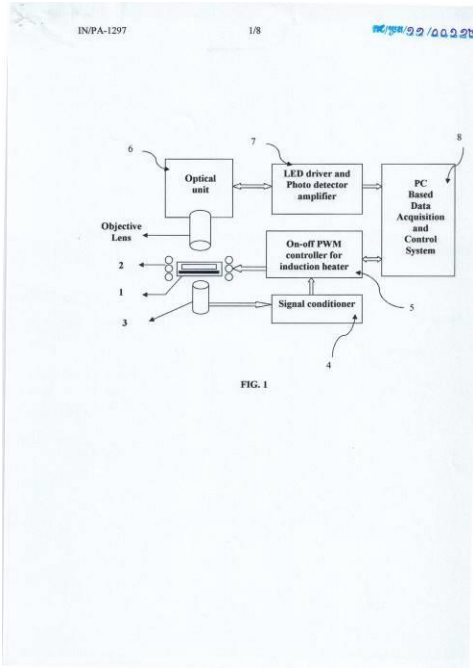 IN/PA-1297
1/8
6
7
8
Optical
unit
LED driver and
Photo detector
amplifier
PC
Based
Data
Acquisition
and
Control
System
Objective
Lens
On-off PWM
controller for
induction heater
2
1
3
5
Signal conditioner
4
FIG. 1